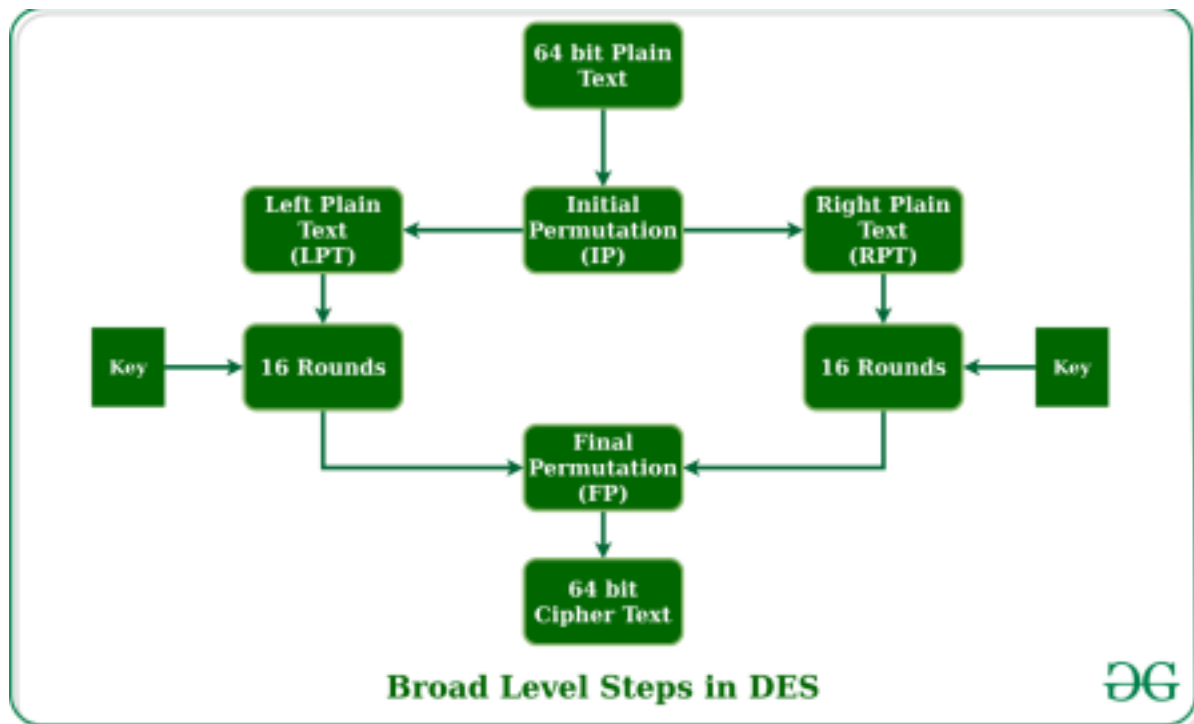 64 bit Plain
Text
Left Plain
Text
(LPT)
Initial
Permutation
(IP)
Right Plain
Text
(RPT)
Key
16 Rounds
16 Rounds
Key
Final
Permutation
(FP)
64 bit
Cipher Text
Broad Level Steps in DES